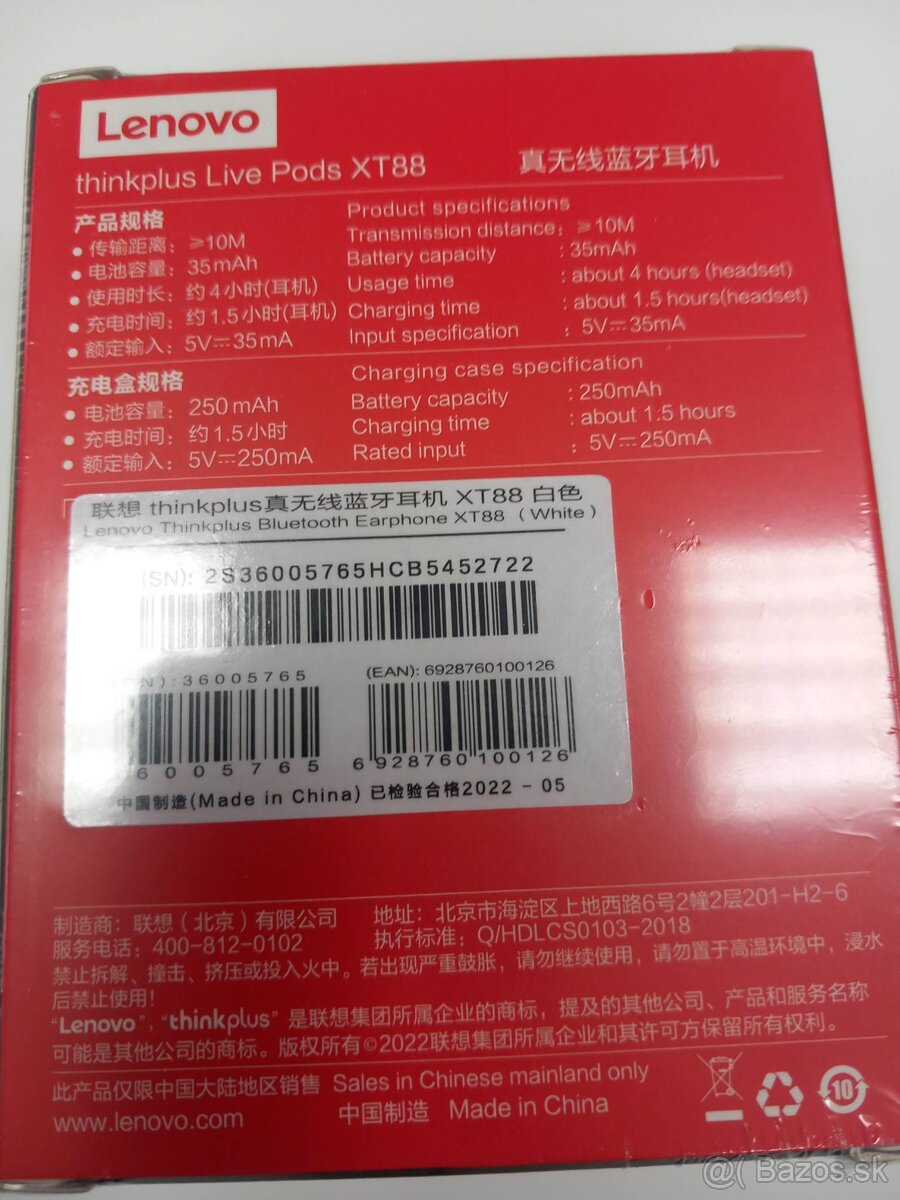 Lenovo
thinkplus Live Pods XT88 真无线蓝牙耳机
产品规格
• 传输距离: ≥10M
• 电池容量: 35mAh
• 使用时长: 约4小时(耳机)
• 充电时间: 约1.5小时(耳机)
• 额定输入: 5V⎓35mA
Product specifications
Transmission distance: ≥10M
Battery capacity : 35mAh
Usage time : about 4 hours (headset)
Charging time : about 1.5 hours(headset)
Input specification : 5V⎓35mA
充电盒规格
• 电池容量: 250mAh
• 充电时间: 约1.5小时
• 额定输入: 5V⎓250mA
Charging case specification
Battery capacity : 250mAh
Charging time : about 1.5 hours
Rated input : 5V⎓250mA
联想 thinkplus真无线蓝牙耳机 XT88 白色
Lenovo Thinkplus Bluetooth Earphone XT88 (White)
(SN): 2S36005765HCB5452722
N): 36005765
(EAN): 6928760100126
6005765
6 928760 100126
中国制造(Made in China) 已检验合格2022 - 05
制造商: 联想(北京)有限公司 地址: 北京市海淀区上地西路6号2幢2层201-H2-6
服务电话: 400-812-0102 执行标准: Q/HDLCS0103-2018
禁止拆解、撞击、挤压或投入火中。若出现严重鼓胀，请勿继续使用，请勿置于高温环境中，浸水
后禁止使用!
"Lenovo", "thinkplus" 是联想集团所属企业的商标，提及的其他公司、产品和服务名称
可能是其他公司的商标。版权所有©2022联想集团所属企业和其许可方保留所有权利。
此产品仅限中国大陆地区销售 Sales in Chinese mainland only
www.lenovo.com 中国制造 Made in China
10
@( Bazos.sk